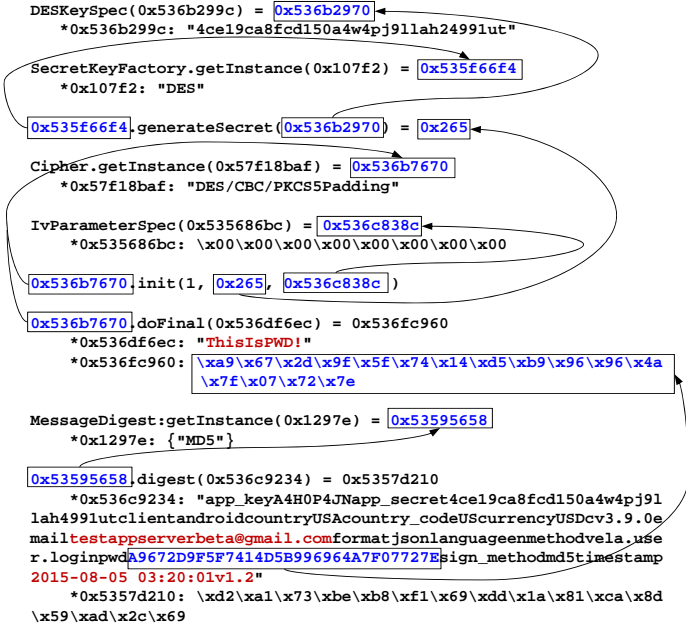 DESKeySpec(0x536b299c) = 0x536b2970
*0x536b299c: "4ce19ca8fcd150a4w4pj9llah24991ut"
SecretKeyFactory.getInstance(0x107f2) = 0x535f66f4
*0x107f2: "DES"
0x535f66f4.generateSecret(0x536b2970) = 0x265
Cipher.getInstance(0x57f18baf) = 0x536b7670
*0x57f18baf: "DES/CBC/PKCS5Padding"
IvParameterSpec(0x535686bc) = 0x536c838c
*0x535686bc: \x00\x00\x00\x00\x00\x00\x00\x00
0x536b7670.init(1, 0x265, 0x536c838c )
0x536b7670.doFinal(0x536df6ec) = 0x536fc960
*0x536df6ec: "ThisIsPWD!"
*0x536fc960: \xa9\x67\x2d\x9f\x5f\x74\x14\xd5\xb9\x96\x96\x4a
\x7f\x07\x72\x7e
MessageDigest:getInstance(0x1297e) = 0x53595658
*0x1297e: {"MD5"}
0x53595658.digest(0x536c9234) = 0x5357d210
*0x536c9234: "app_keyA4H0P4JNapp_secret4ce19ca8fcd150a4w4pj9l
lah4991utclientandroidcountryUSAcountry_codeUScurrencyUSDcv3.9.0e
mailtestappserverbeta@gmail.comformatjsonlanguageenmethodvela.use
r.loginpwdA9672D9F5F7414D5B996964A7F07727Esign_methodmd5timestamp
2015-08-05 03:20:01v1.2"
*0x5357d210: \xd2\xa1\x73\xbe\xb8\xf1\x69\xdd\x1a\x81\xca\x8d
\x59\xad\x2c\x69